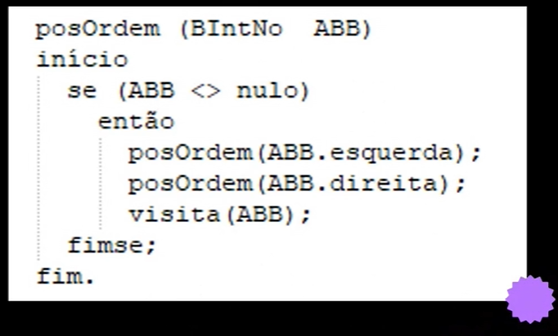 posOrdem (BIntNo  ABB)
início
se (ABB <> nulo)
então
posOrdem(ABB.esquerda);
posOrdem(ABB.direita);
visita(ABB);
fimse;
fim.